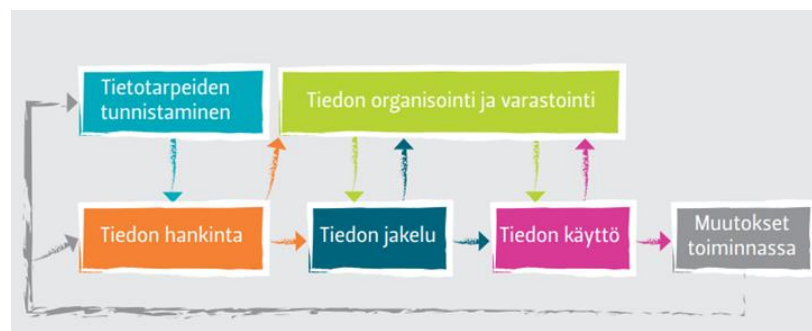 Tietotarpeiden
tunnistaminen
Tiedon organisointi ja varastointi
Tiedon hankinta
Tiedon jakelu
Tiedon käyttö
Muutokset
toiminnassa